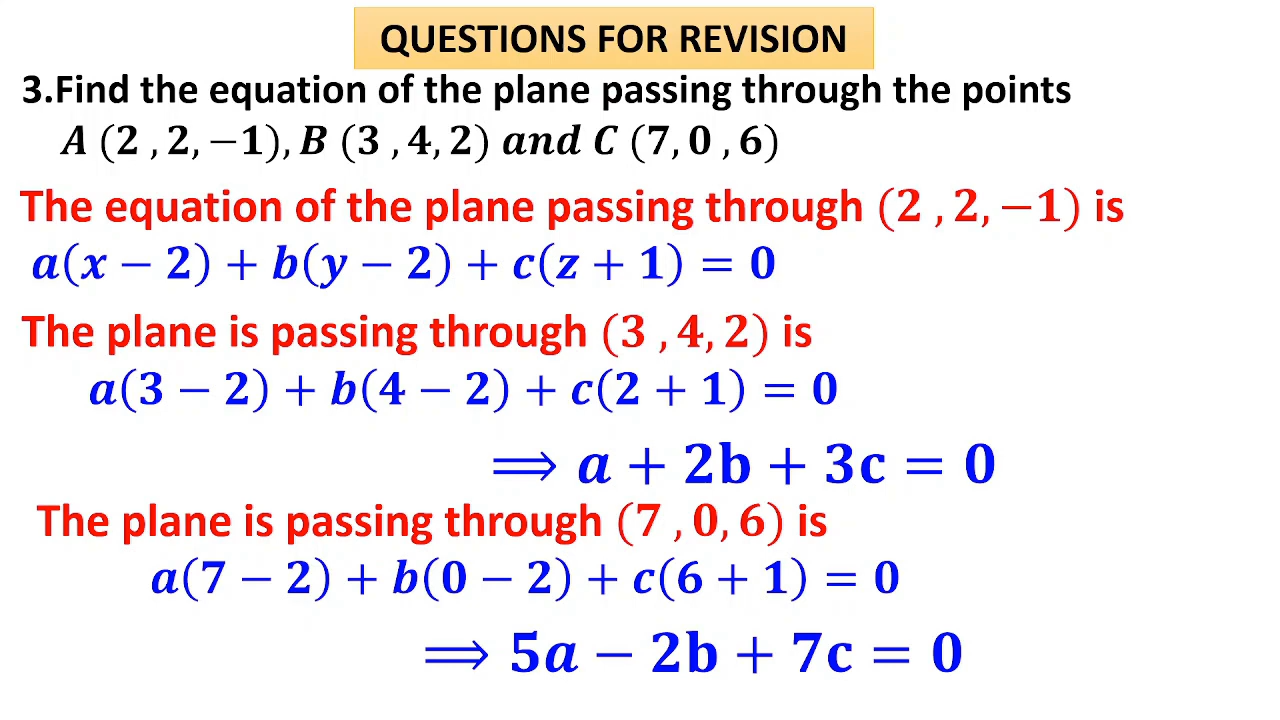 QUESTIONS FOR REVISION
3.Find the equation of the plane passing through the points
A (2 , 2, −1), B (3 , 4, 2) and C (7, 0 , 6)
The equation of the plane passing through (2 , 2, −1) is
a(x − 2) + b(y − 2) + c(z + 1) = 0
The plane is passing through (3 , 4, 2) is
a(3 − 2) + b(4 − 2) + c(2 + 1) = 0
⟹ a + 2b + 3c = 0
The plane is passing through (7 , 0, 6) is
a(7 − 2) + b(0 − 2) + c(6 + 1) = 0
⟹ 5a − 2b + 7c = 0